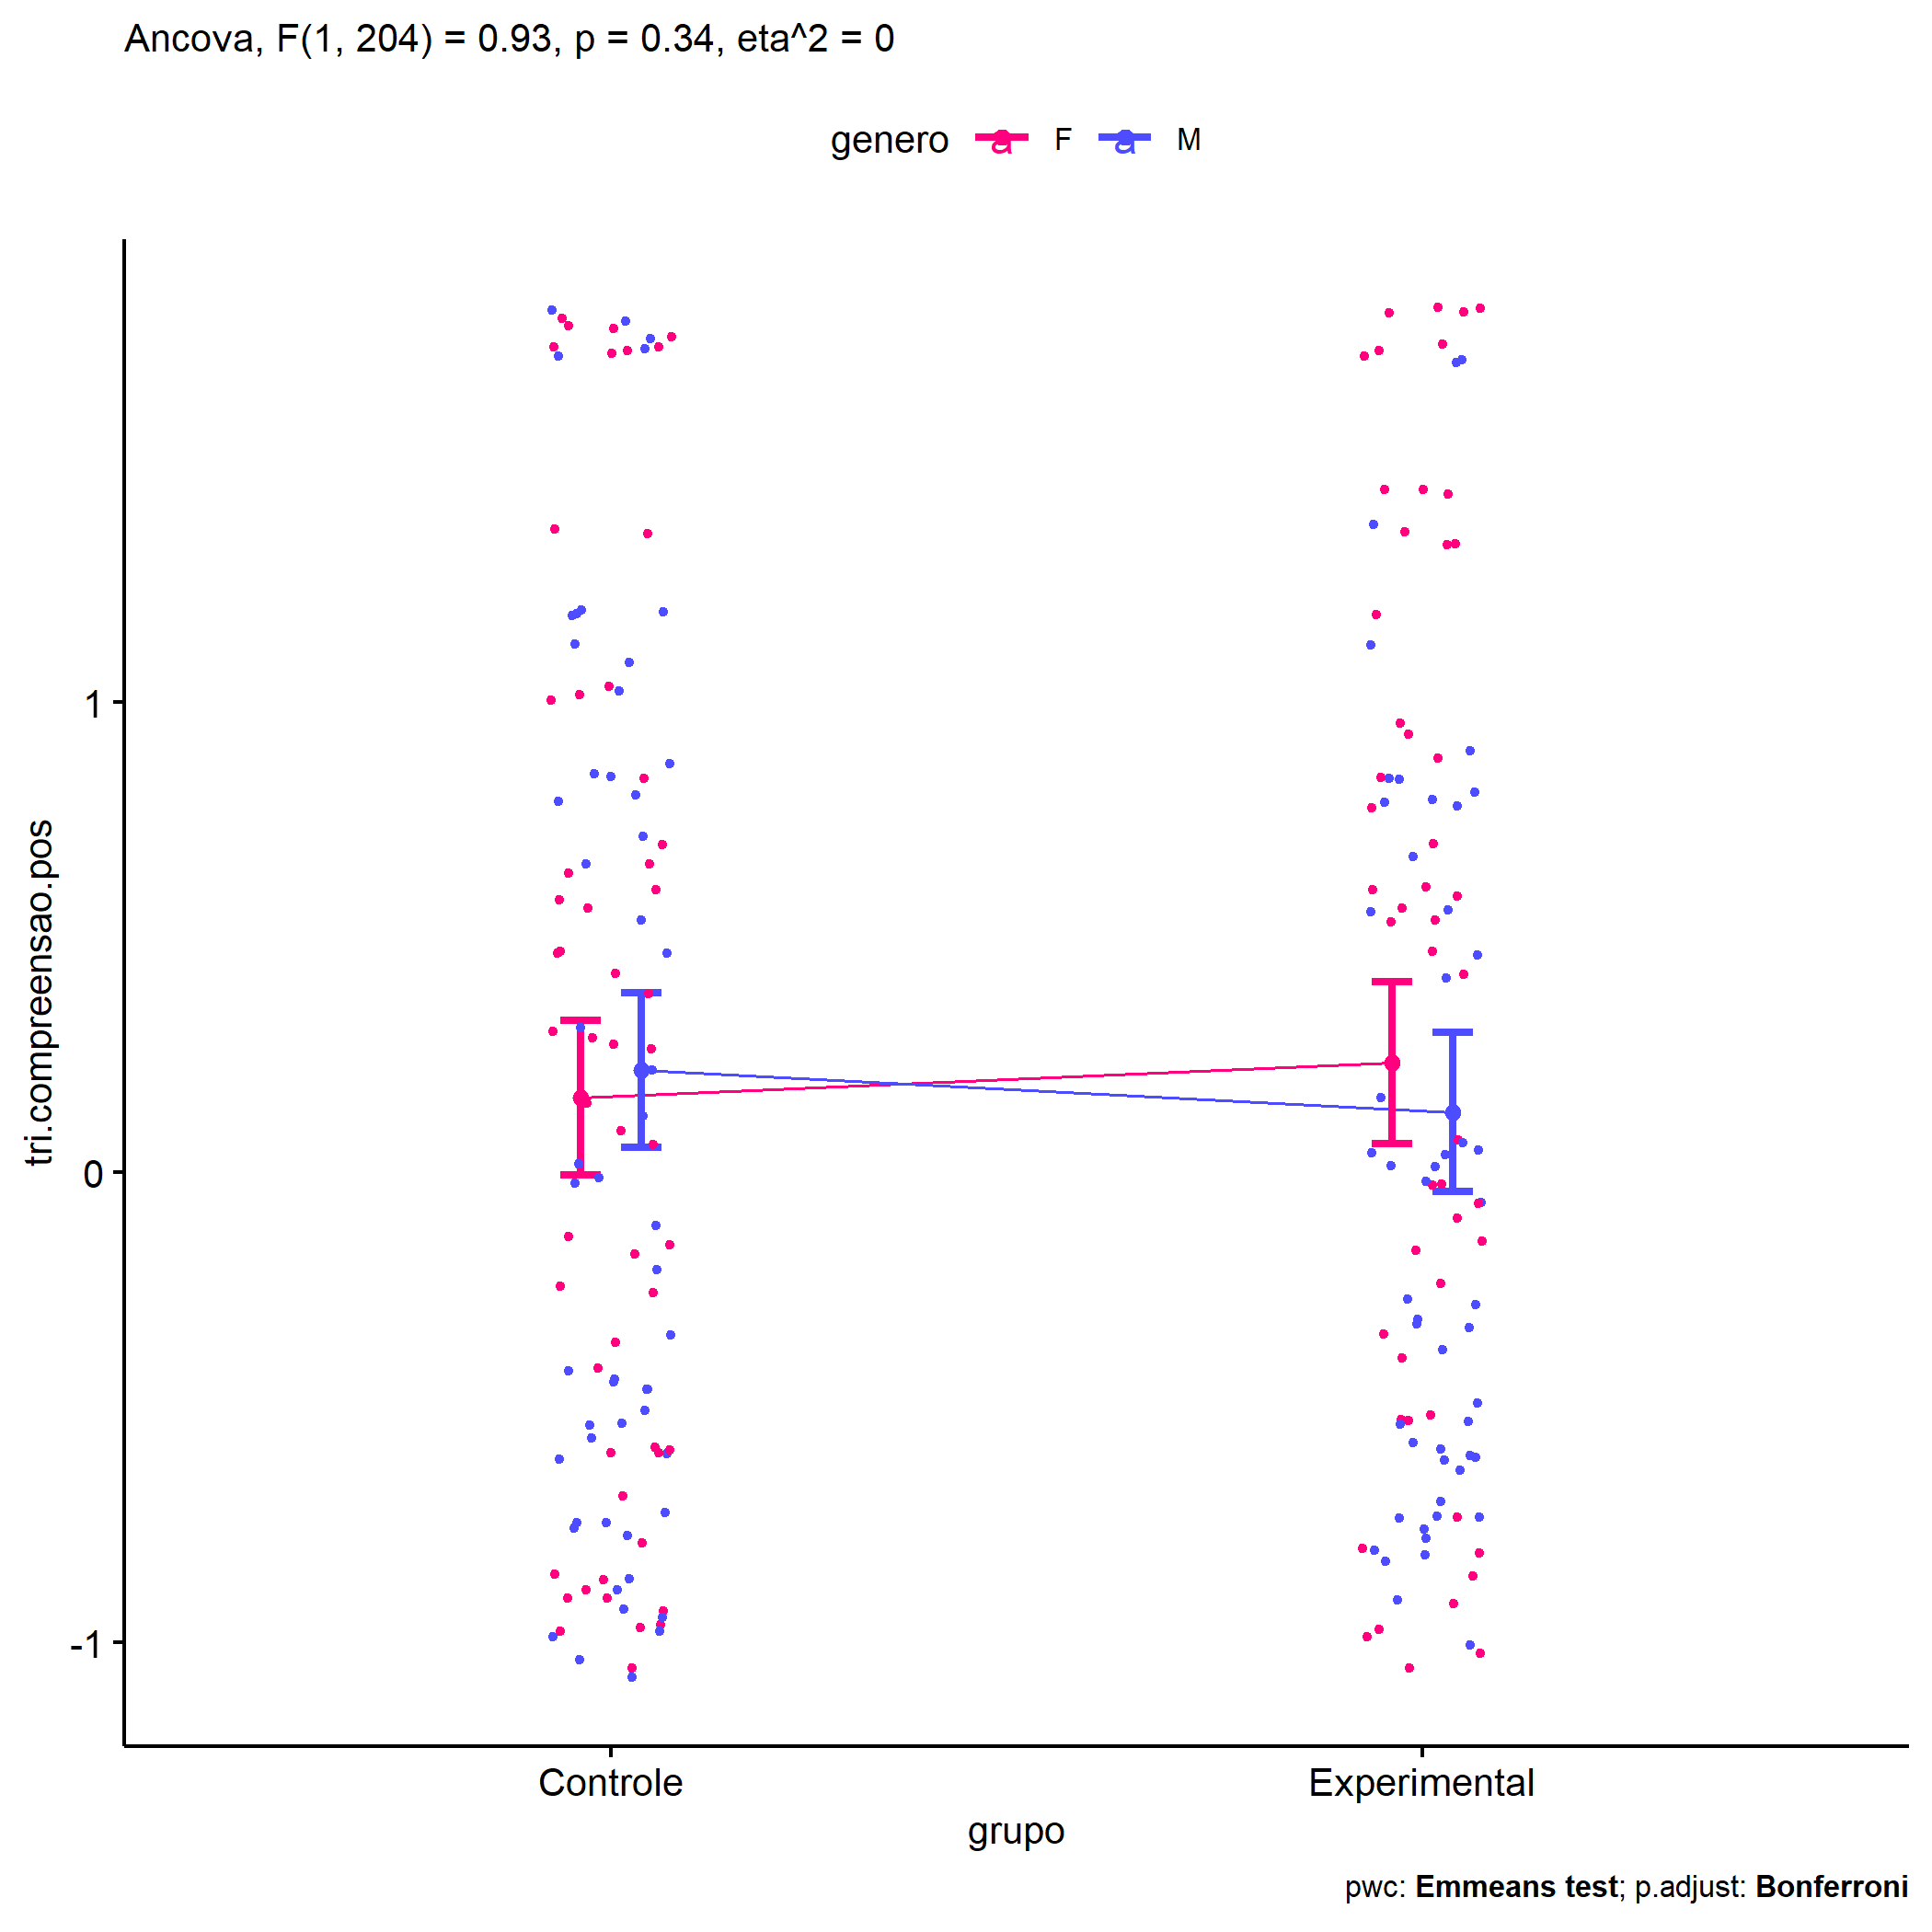 Ancova, F(1, 204) = 0.93, p = 0.34, eta^2 = 0
genero a F a M
tri.compreensao.pos
1
0
-1
Controle Experimental
grupo
pwc: Emmeans test; p.adjust: Bonferroni